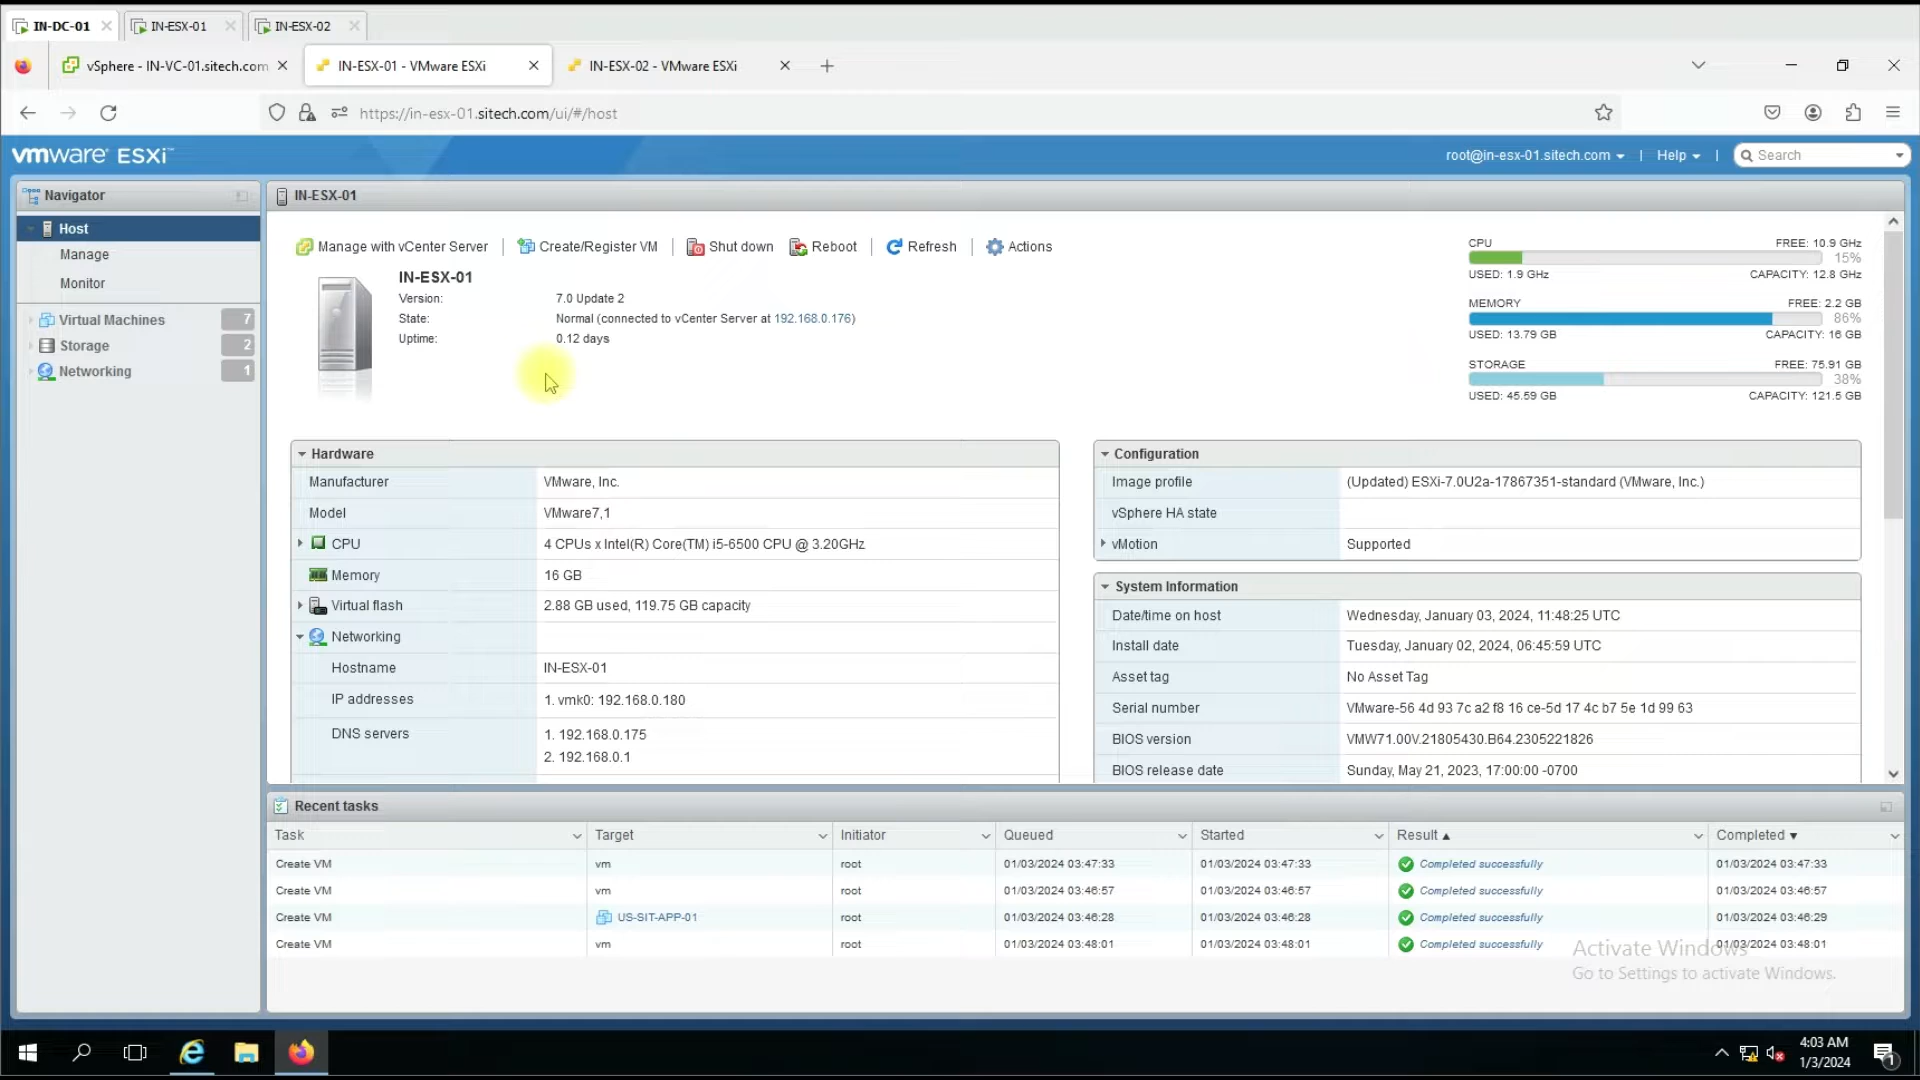 IN-DC-01 IN-ESX-01 IN-ESX-02
vSphere - IN-VC-01.sitech.com IN-ESX-01 - VMware ESXi IN-ESX-02 - VMware ESXi
https://in-esx-01.sitech.com/ui/#/host
vmware ESXi
root@in-esx-01.sitech.com | Help | Search
Navigator
Host
Manage
Monitor
Virtual Machines 7
Storage 2
Networking 1
IN-ESX-01
Manage with vCenter Server | Create/Register VM | Shut down Reboot | Refresh | Actions
IN-ESX-01
Version: 7.0 Update 2
State: Normal (connected to vCenter Server at 192.168.0.176)
Uptime: 0.12 days
CPU FREE: 10.9 GHz
15%
USED: 1.9 GHz CAPACITY: 12.8 GHz
MEMORY FREE: 2.2 GB
86%
USED: 13.79 GB CAPACITY: 16 GB
STORAGE FREE: 75.91 GB
38%
USED: 45.59 GB CAPACITY: 121.5 GB
Hardware
Manufacturer VMware, Inc.
Model VMware7,1
CPU 4 CPUs x Intel(R) Core(TM) i5-6500 CPU @ 3.20GHz
Memory 16 GB
Virtual flash 2.88 GB used, 119.75 GB capacity
Networking
Hostname IN-ESX-01
IP addresses 1. vmk0: 192.168.0.180
DNS servers 1. 192.168.0.175
2. 192.168.0.1
Configuration
Image profile (Updated) ESXi-7.0U2a-17867351-standard (VMware, Inc.)
vSphere HA state
vMotion Supported
System Information
Date/time on host Wednesday, January 03, 2024, 11:48:25 UTC
Install date Tuesday, January 02, 2024, 06:45:59 UTC
Asset tag No Asset Tag
Serial number VMware-56 4d 93 7c a2 f8 16 ce-5d 17 4c b7 5e 1d 99 63
BIOS version VMW71.00V.21805430.B64.2305221826
BIOS release date Sunday, May 21, 2023, 17:00:00 -0700
Recent tasks
Task Target Initiator Queued Started Result Completed
Create VM vm root 01/03/2024 03:47:33 01/03/2024 03:47:33 Completed successfully 01/03/2024 03:47:33
Create VM vm root 01/03/2024 03:46:57 01/03/2024 03:46:57 Completed successfully 01/03/2024 03:46:57
Create VM US-SIT-APP-01 root 01/03/2024 03:46:28 01/03/2024 03:46:28 Completed successfully 01/03/2024 03:46:29
Create VM vm root 01/03/2024 03:48:01 01/03/2024 03:48:01 Completed successfully 01/03/2024 03:48:01
Activate Windows
Go to Settings to activate Windows.
4:03 AM
1/3/2024
1